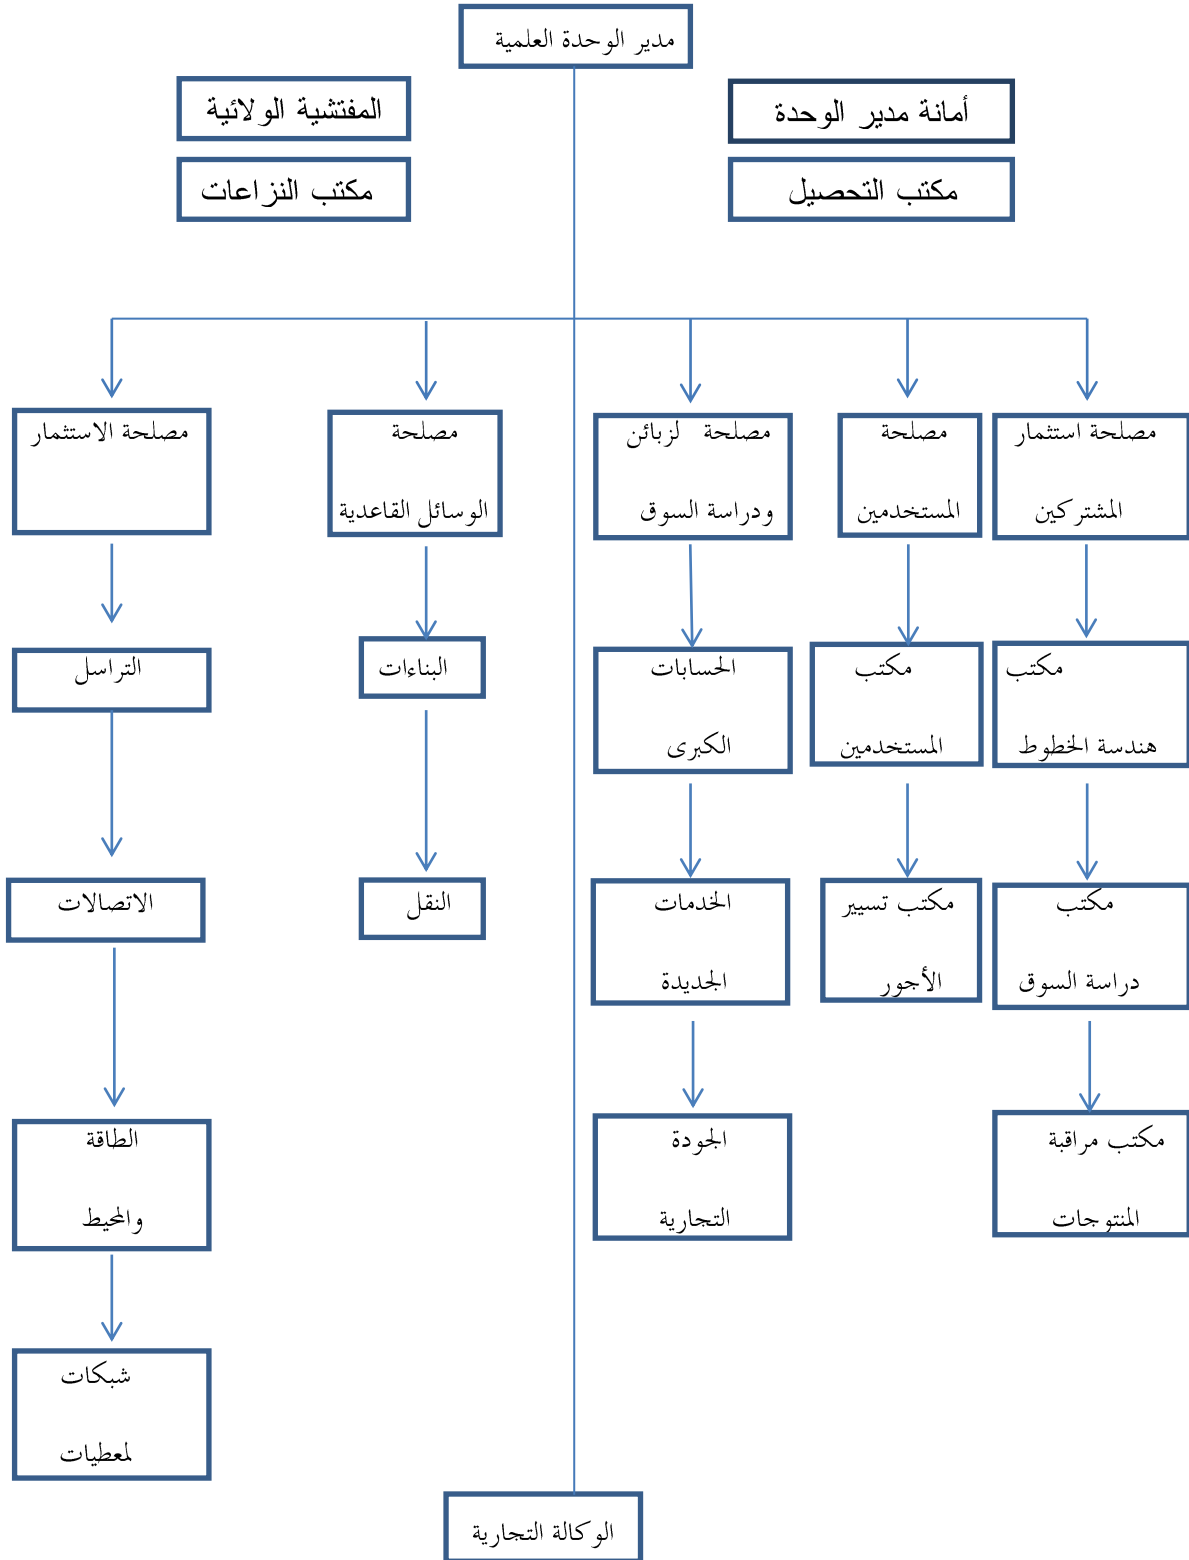 مدير الوحدة العلمية
أمانة مدير الوحدة
المفتشية الولائية
مكتب التحصيل
مكتب النزاعات
مصلحة استثمار
المشتركين
مصلحة
المستخدمين
مصلحة لزبائن
ودراسة السوق
مصلحة
الوسائل القاعدية
مصلحة الاستثمار
مكتب
هندسة الخطوط
مكتب
المستخدمين
الحسابات
الكبرى
البناءات
التراسل
مكتب
دراسة السوق
مكتب تسيير
الأجور
الخدمات
الجديدة
النقل
الاتصالات
مكتب مراقبة
المنتوجات
الجودة
التجارية
الطاقة
والمحيط
شبكات
لمعطيات
الوكالة التجارية